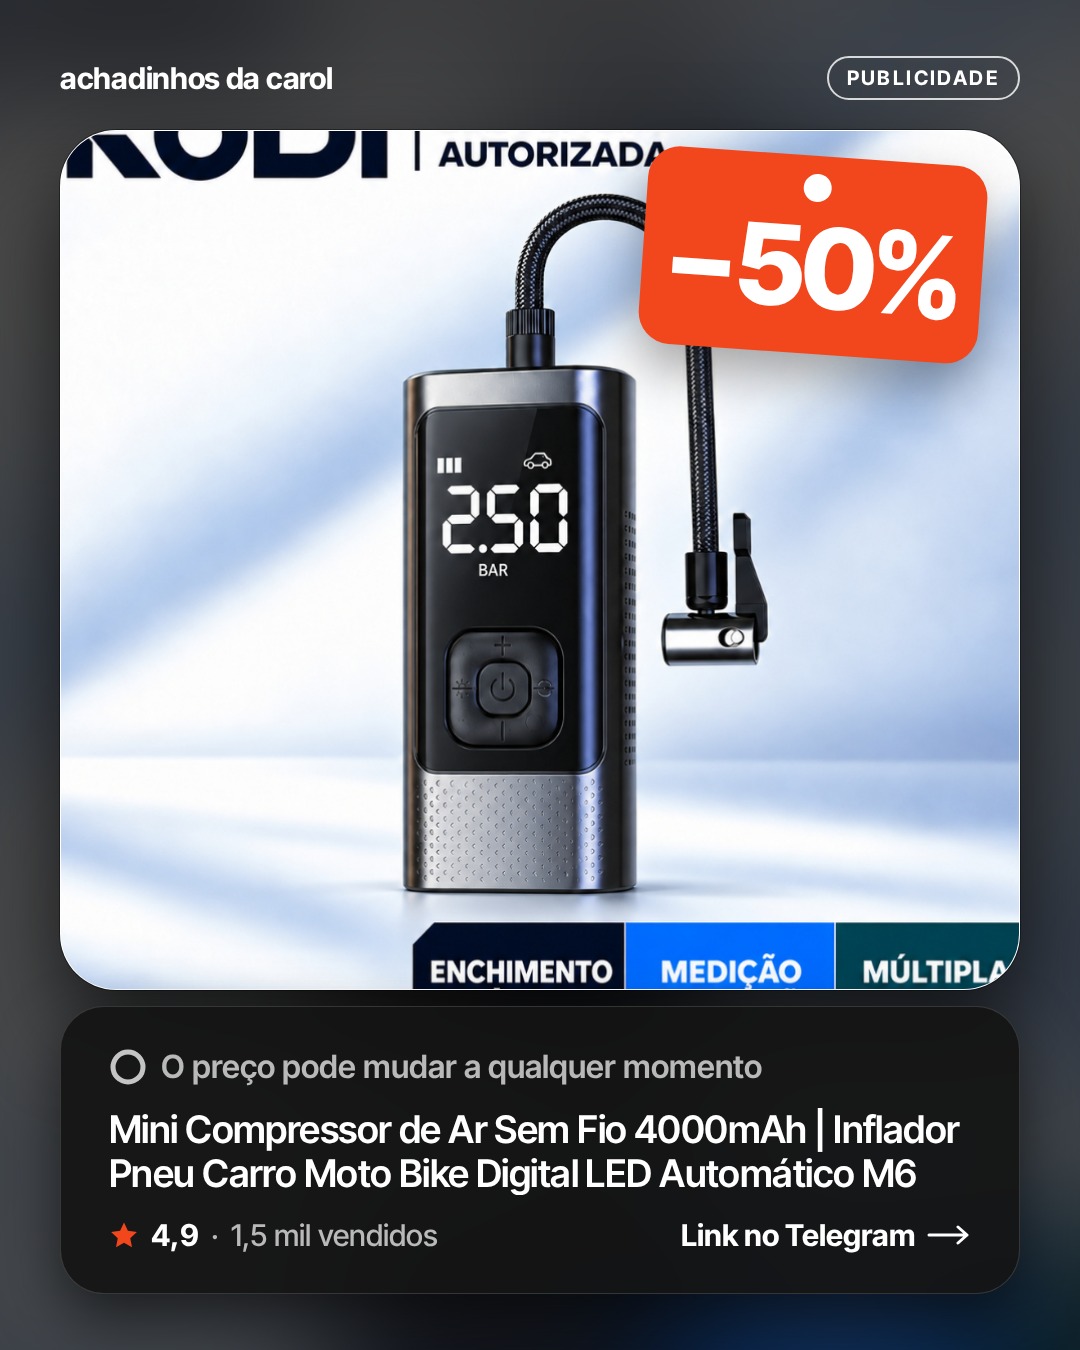 achadinhos da carol
PUBLICIDADE
AUTORIZADA
-50%
2.50
BAR
ENCHIMENTO
MEDIÇÃO
O preço pode mudar a qualquer momento
Mini Compressor de Ar Sem Fio 4000mAh | Inflador
Pneu Carro Moto Bike Digital LED Automático M6
4,9 · 1,5 mil vendidos
Link no Telegram →